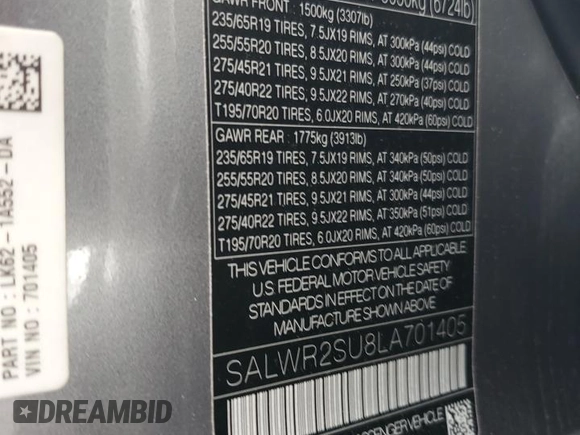 (6724lb)
GAWR FRONT : 1500kg (3307lb)
235/65R19 TIRES, 7.5JX19 RIMS, AT 300kPa (44psi) COLD
255/55R20 TIRES, 8.5JX20 RIMS, AT 300kPa (44psi) COLD
275/45R21 TIRES, 9.5JX21 RIMS, AT 250kPa (37psi) COLD
275/40R22 TIRES, 9.5JX22 RIMS, AT 270kPa (40psi) COLD
T195/70R20 TIRES, 6.0JX20 RIMS, AT 420kPa (60psi) COLD
GAWR REAR : 1775kg (3913lb)
235/65R19 TIRES, 7.5JX19 RIMS, AT 340kPa (50psi) COLD
255/55R20 TIRES, 8.5JX20 RIMS, AT 340kPa (50psi) COLD
275/45R21 TIRES, 9.5JX21 RIMS, AT 300kPa (44psi) COLD
275/40R22 TIRES, 9.5JX22 RIMS, AT 350kPa (51psi) COLD
T195/70R20 TIRES, 6.0JX20 RIMS, AT 420kPa (60psi) COLD
THIS VEHICLE CONFORMS TO ALL APPLICABLE
U.S FEDERAL MOTOR VEHICLE SAFETY
STANDARDS IN EFFECT ON THE DATE OF
MANUFACTURE SHOWN ABOVE
SALWR2SU8LA701405
PASSENGER VEHICLE
PART NO : LK62 - 1A552 - DA
VIN NO : 701405
DREAMBID